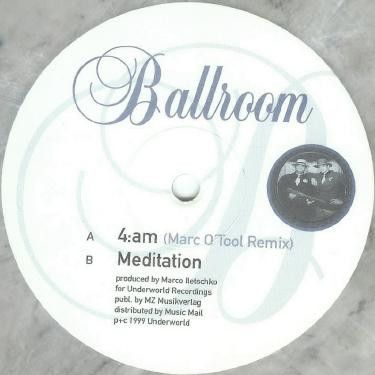 Ballroom
A 4:am (Marc O'Tool Remix)
B Meditation
produced by Marco Iletschko
for Underworld Recordings
publ. by MZ Musikverlag
distributed by Music Mail
p+c 1999 Underworld